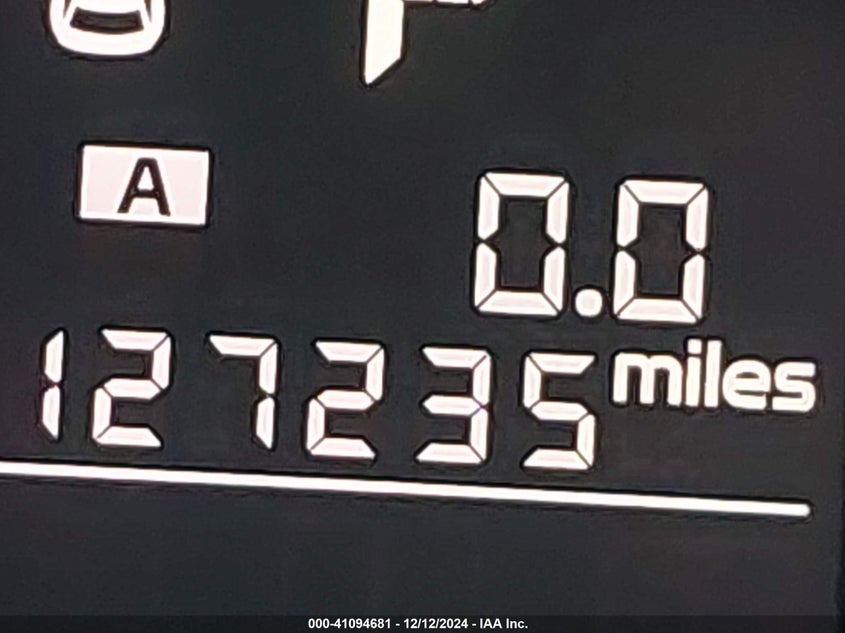 A
0.0
127235 miles
000-41094681 - 12/12/2024 - IAA Inc.